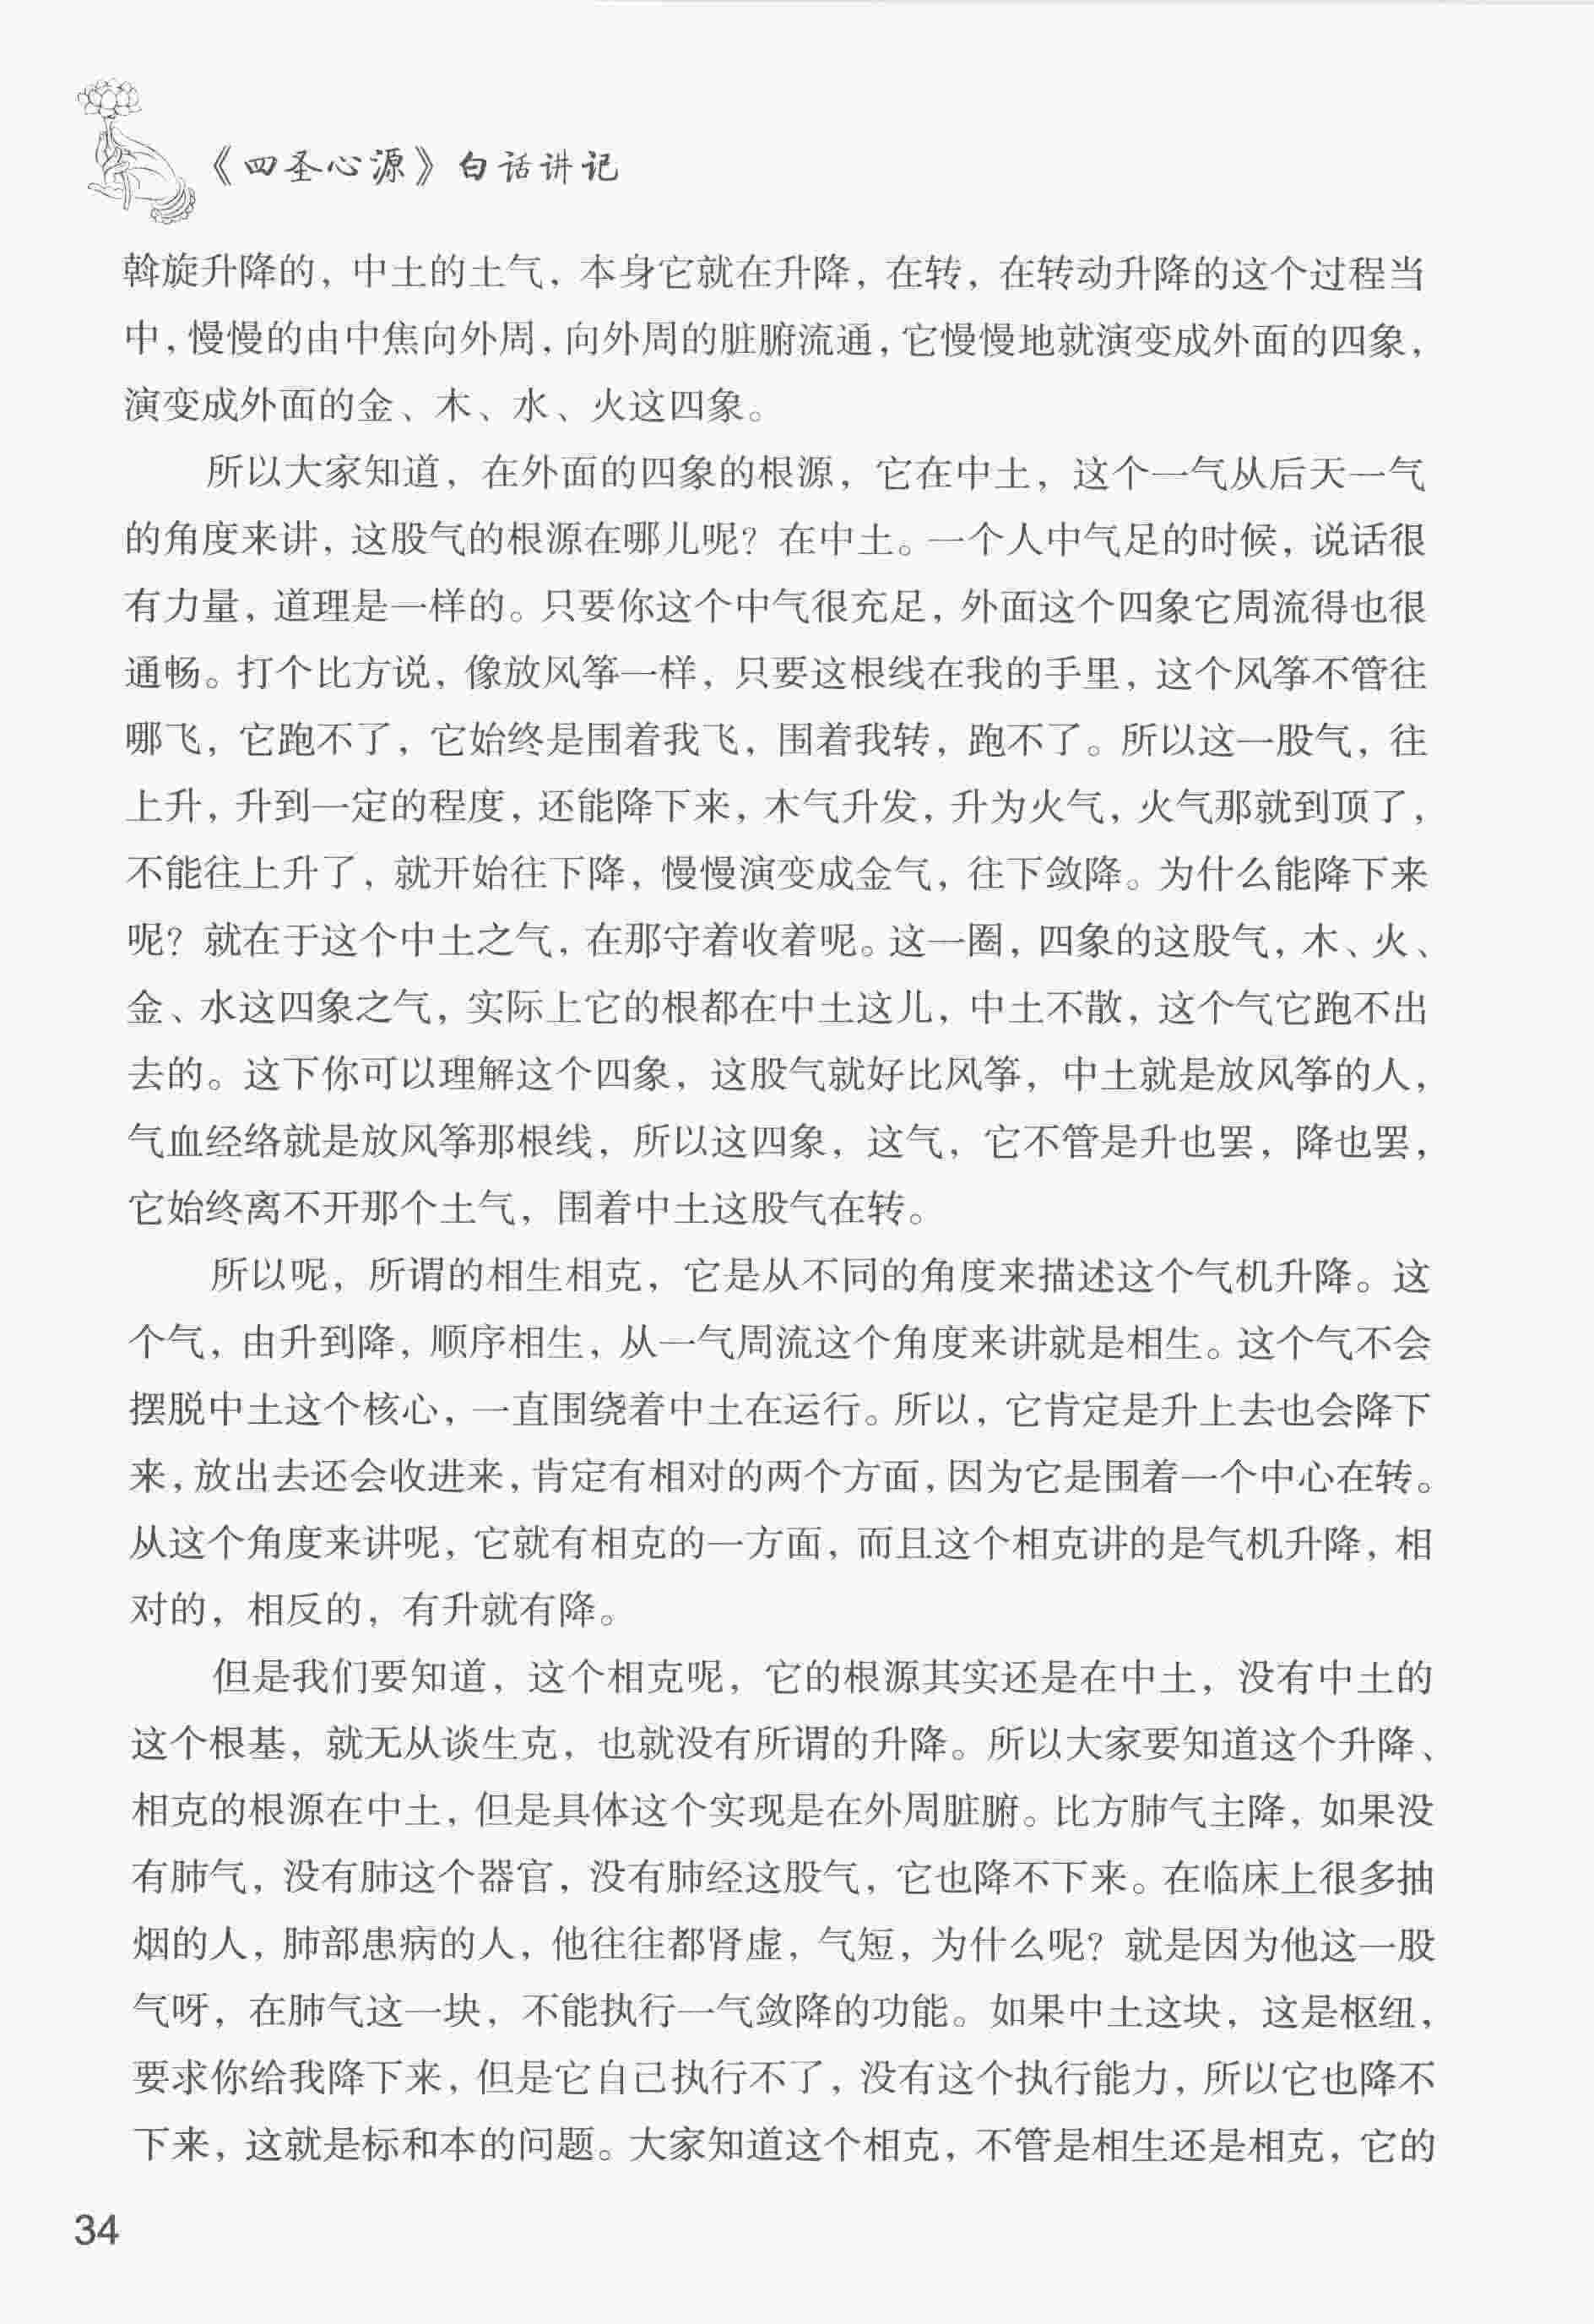 《四圣心源》白话讲记
斡旋升降的，中土的土气，本身它就在升降，在转，在转动升降的这个过程当
中，慢慢的由中焦向外周，向外周的脏腑流通，它慢慢地就演变成外面的四象，
演变成外面的金、木、水、火这四象。
所以大家知道，在外面的四象的根源，它在中土，这个一气从后天一气
的角度来讲，这股气的根源在哪儿呢？在中土。一个人中气足的时候，说话很
有力量，道理是一样的。只要你这个中气很充足，外面这个四象它周流得也很
通畅。打个比方说，像放风筝一样，只要这根线在我的手里，这个风筝不管往
哪飞，它跑不了，它始终是围着我飞，围着我转，跑不了。所以这一股气，往
上升，升到一定的程度，还能降下来，木气升发，升为火气，火气那就到顶了，
不能往上升了，就开始往下降，慢慢演变成金气，往下敛降。为什么能降下来
呢？就在于这个中土之气，在那守着收着呢。这一圈，四象的这股气，木、火、
金、水这四象之气，实际上它的根都在中土这儿，中土不散，这个气它跑不出
去的。这下你可以理解这个四象，这股气就好比风筝，中土就是放风筝的人，
气血经络就是放风筝那根线，所以这四象，这气，它不管是升也罢，降也罢，
它始终离不开那个土气，围着中土这股气在转。
所以呢，所谓的相生相克，它是从不同的角度来描述这个气机升降。这
个气，由升到降，顺序相生，从一气周流这个角度来讲就是相生。这个气不会
摆脱中土这个核心，一直围绕着中土在运行。所以，它肯定是升上去也会降下
来，放出去还会收进来，肯定有相对的两个方面，因为它是围着一个中心在转。
从这个角度来讲呢，它就有相克的一方面，而且这个相克讲的是气机升降，相
对的，相反的，有升就有降。
但是我们要知道，这个相克呢，它的根源其实还是在中土，没有中土的
这个根基，就无从谈生克，也就没有所谓的升降。所以大家要知道这个升降、
相克的根源在中土，但是具体这个实现是在外周脏腑。比方肺气主降，如果没
有肺气，没有肺这个器官，没有肺经这股气，它也降不下来。在临床上很多抽
烟的人，肺部患病的人，他往往都肾虚，气短，为什么呢？就是因为他这一股
气呀，在肺气这一块，不能执行一气敛降的功能。如果中土这块，这是枢纽，
要求你给我降下来，但是它自己执行不了，没有这个执行能力，所以它也降不
下来，这就是标和本的问题。大家知道这个相克，不管是相生还是相克，它的
34